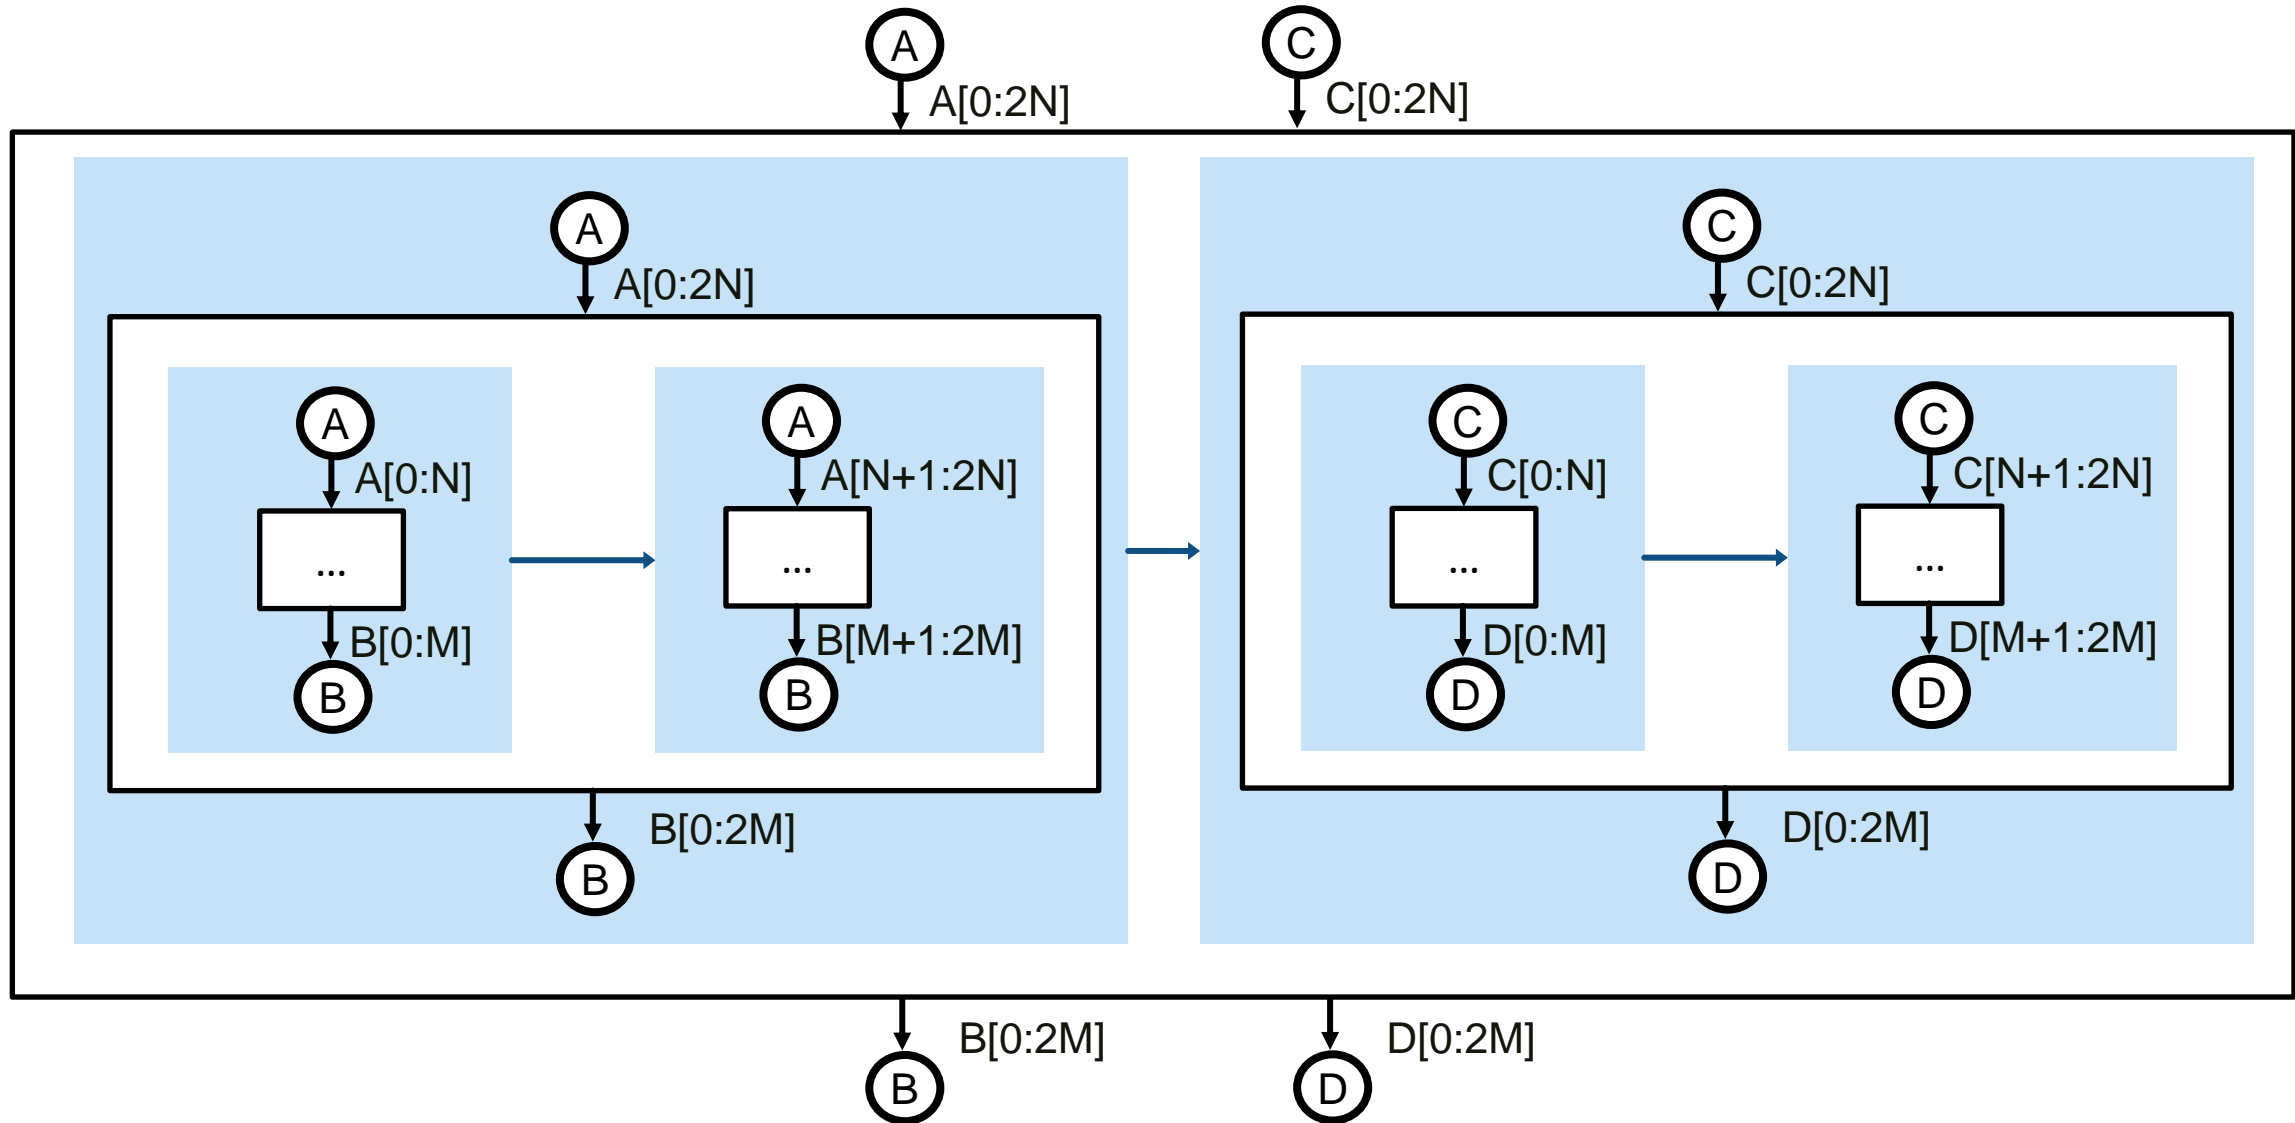 A
C
A[0:2N]
C[0:2N]
A
C
A[0:2N]
C[0:2N]
A
A
C
C
A[0:N]
A[N+1:2N]
C[0:N]
C[N+1:2N]
...
...
...
...
B[0:M]
B[M+1:2M]
D[0:M]
D[M+1:2M]
B
B
D
D
B[0:2M]
D[0:2M]
B
D
B[0:2M]
D[0:2M]
B
D